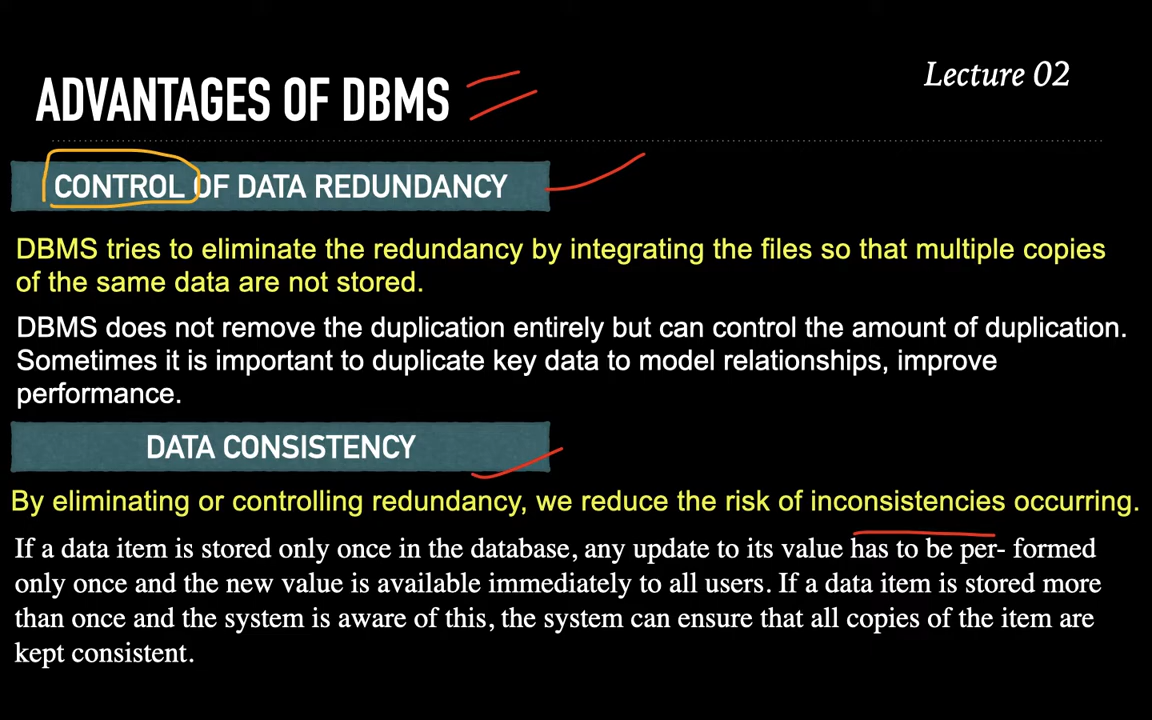 Lecture 02
ADVANTAGES OF DBMS
CONTROL OF DATA REDUNDANCY
DBMS tries to eliminate the redundancy by integrating the files so that multiple copies
of the same data are not stored.
DBMS does not remove the duplication entirely but can control the amount of duplication.
Sometimes it is important to duplicate key data to model relationships, improve
performance.
DATA CONSISTENCY
By eliminating or controlling redundancy, we reduce the risk of inconsistencies occurring.
If a data item is stored only once in the database, any update to its value has to be per- formed
only once and the new value is available immediately to all users. If a data item is stored more
than once and the system is aware of this, the system can ensure that all copies of the item are
kept consistent.